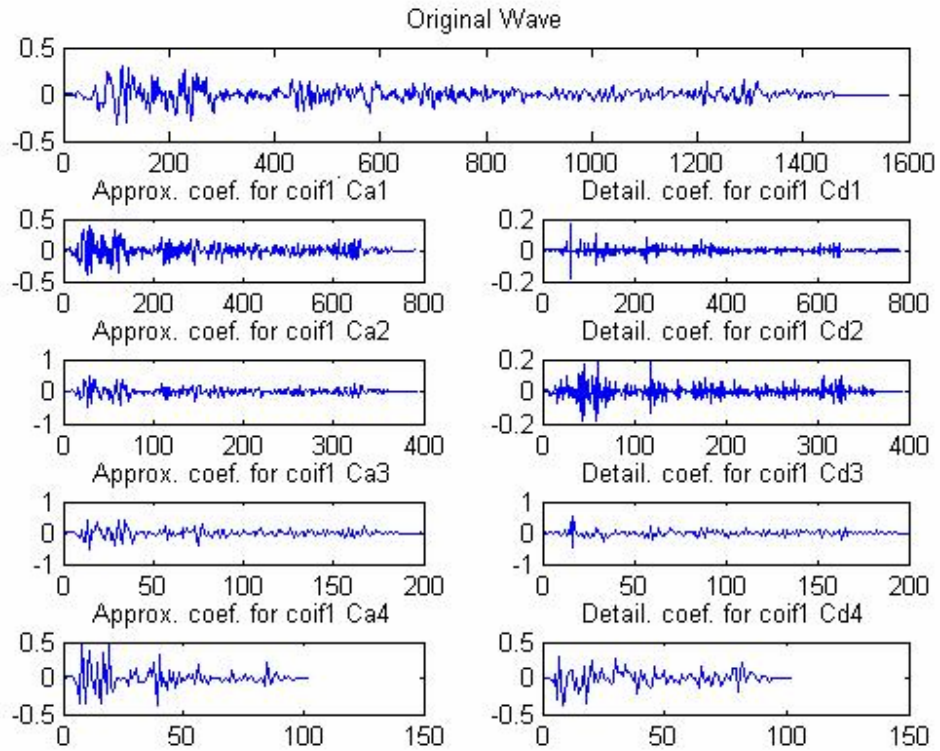 Original Wave
0.5
0
-0.5
0 200 400 600 800 1000 1200 1400 1600
Approx. coef. for coif1 Ca1
0.5
0
-0.5
0 200 400 600 800
Detail. coef. for coif1 Cd1
0.2
0
-0.2
0 200 400 600 800
Approx. coef. for coif1 Ca2
1
0
-1
0 100 200 300 400
Detail. coef. for coif1 Cd2
0.2
0
-0.2
0 100 200 300 400
Approx. coef. for coif1 Ca3
1
0
-1
0 50 100 150 200
Detail. coef. for coif1 Cd3
1
0
-1
0 50 100 150 200
Approx. coef. for coif1 Ca4
0.5
0
-0.5
0 50 100 150
Detail. coef. for coif1 Cd4
0.5
0
-0.5
0 50 100 150